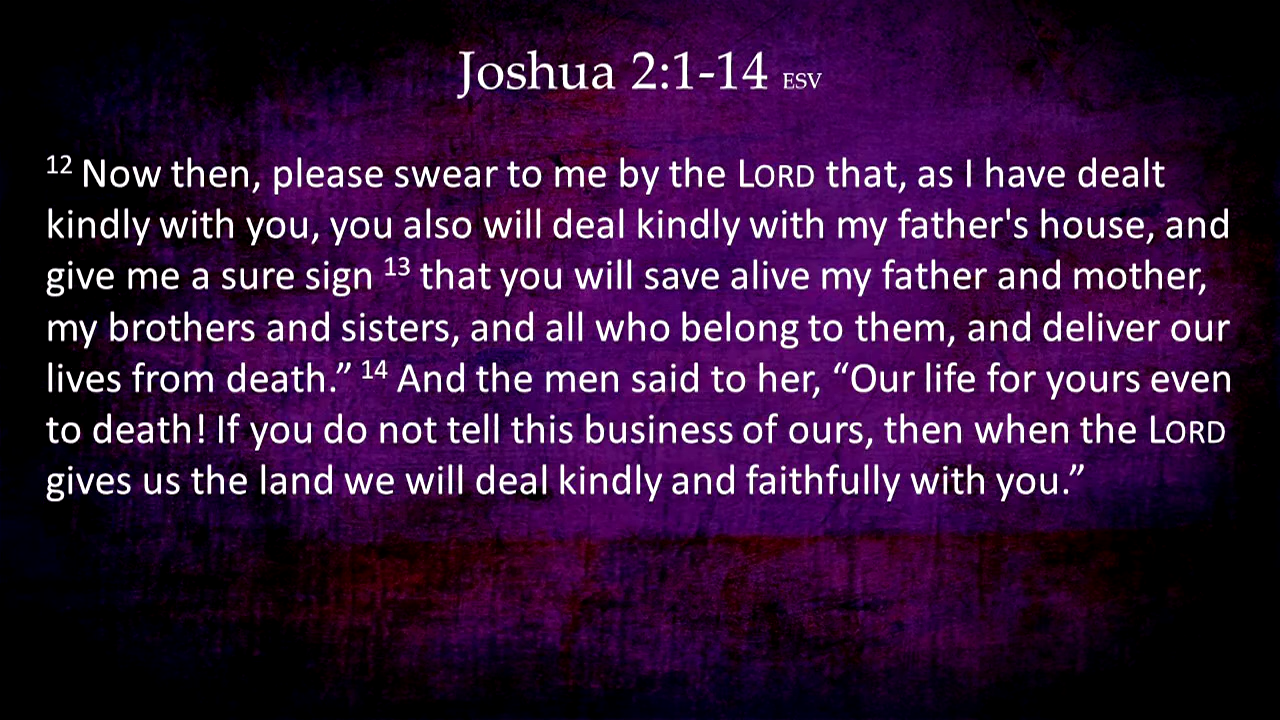 Joshua 2:1-14 ESV
12 Now then, please swear to me by the LORD that, as I have dealt
kindly with you, you also will deal kindly with my father's house, and
give me a sure sign 13 that you will save alive my father and mother,
my brothers and sisters, and all who belong to them, and deliver our
lives from death.” 14 And the men said to her, “Our life for yours even
to death! If you do not tell this business of ours, then when the LORD
gives us the land we will deal kindly and faithfully with you.”